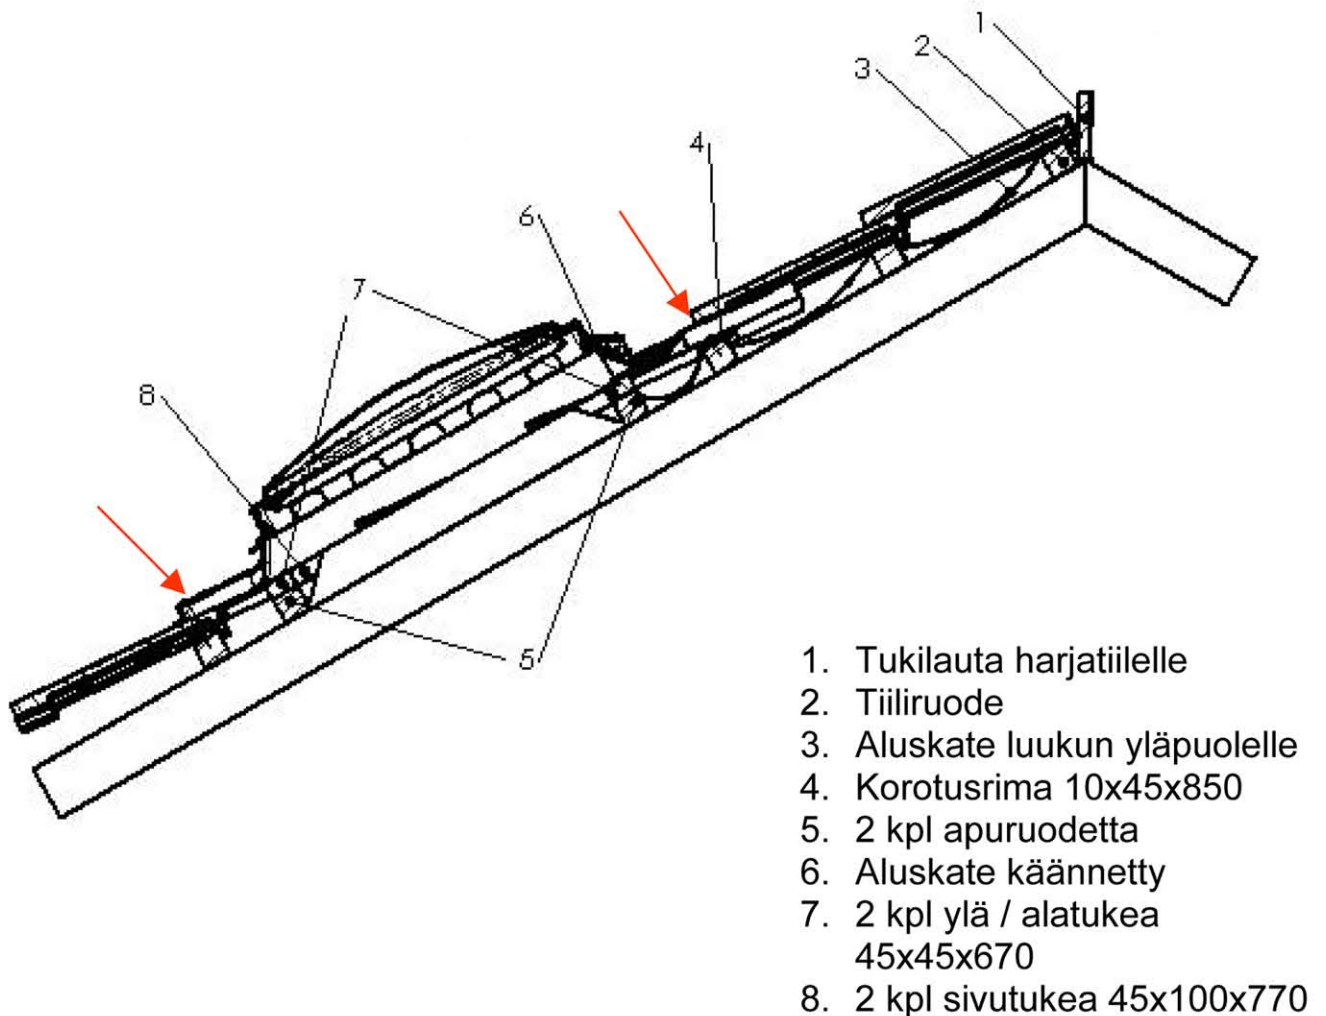 1
2
3
4
6
7
8
5
1. Tukilauta harjatiilelle
2. Tiiliruode
3. Aluskate luukun yläpuolelle
4. Korotusrima 10x45x850
5. 2 kpl apuruodetta
6. Aluskate käännetty
7. 2 kpl ylä / alatukea
45x45x670
8. 2 kpl sivutukea 45x100x770